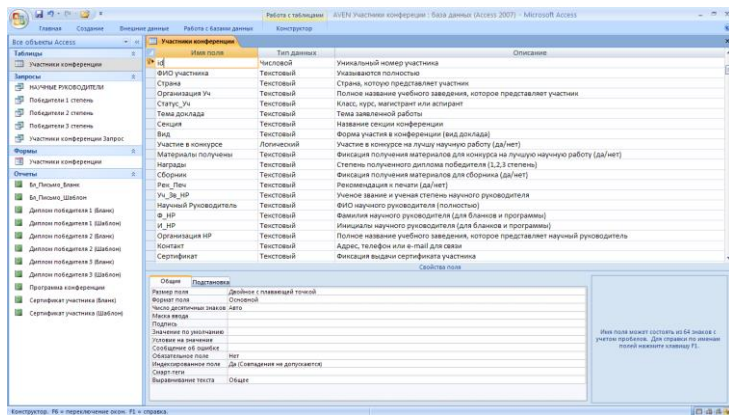 Работа с таблицами
AVEN Участники конференции : база данных (Access 2007) - Microsoft Access
Главная Создание Внешние данные Работа с базами данных Конструктор
Все объекты Access
Участники конференции
Таблицы
Участники конференции
Запросы
НАУЧНЫЕ РУКОВОДИТЕЛИ
Победители 1 степень
Победители 2 степень
Победители 3 степень
Участники конференции Запрос
Формы
Участники конференции
Отчеты
Бл_Письмо_Бланк
Бл_Письмо_Шаблон
Диплом победителя 1 (Бланк)
Диплом победителя 1 (Шаблон)
Диплом победителя 2 (Бланк)
Диплом победителя 2 (Шаблон)
Диплом победителя 3 (Бланк)
Диплом победителя 3 (Шаблон)
Программа конференции
Сертификат участника (Бланк)
Сертификат участника (Шаблон)
Имя поля Тип данных Описание
id Числовой Уникальный номер участника
ФИО участника Текстовый Указываются полностью
Страна Текстовый Страна, котоую представляет участник
Организация Уч Текстовый Полное название учебного заведения, которое представляет участник
Статус_Уч Текстовый Класс, курс, магистрант или аспирант
Тема доклада Текстовый Тема заявленной работы
Секция Текстовый Название секции конференции
Вид Текстовый Форма участия в конференции (вид доклада)
Участие в конкурсе Логический Участие в конкурсе на лучшу научную работу (да/нет)
Материалы получены Текстовый Фиксация получения материалов для конкурса на лучшую научную работу (да/нет)
Награды Текстовый Степень полученного диплома победителя (1,2,3 степень)
Сборник Текстовый Фиксация получения материалов для сборника (да/нет)
Рек_Печ Текстовый Рекомендация к печати (да/нет)
Уч_Зв_НР Текстовый Ученое звание и ученая степень научного руководителя
Научный Руководитель Текстовый ФИО научного руководителя (полностью)
Ф_НР Текстовый Фамилия научного руководителя (для бланков и программы)
И_НР Текстовый Инициалы научного руководителя (для бланков и программы)
Организация НР Текстовый Полное название учебного заведения, которое представляет научный руководитель
Контакт Текстовый Адрес, телефон или e-mail для связи
Сертификат Текстовый Фиксация выдачи сертификата участника
Свойства поля
Общие Подстановка
Размер поля Двойное с плавающей точкой
Формат поля Основной
Число десятичных знаков Авто
Маска ввода
Подпись
Значение по умолчанию
Условие на значение
Сообщение об ошибке
Обязательное поле Нет
Индексированное поле Да (Совпадения не допускаются)
Смарт-теги
Выравнивание текста Общее
Имя поля может состоять из 64 знаков с
учетом пробелов. Для справки по именам
полей нажмите клавишу F1.
Конструктор. F6 = переключение окон. F1 = справка.